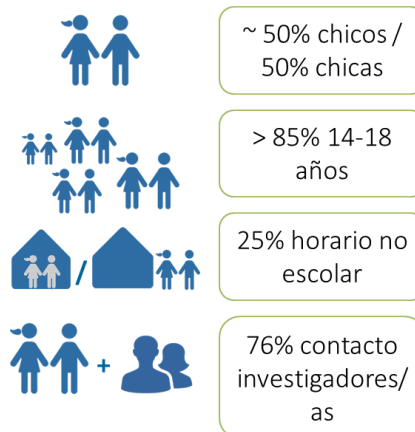 ~ 50% chicos /
50% chicas
> 85% 14-18
años
/
25% horario no
escolar
+
76% contacto
investigadores/
as